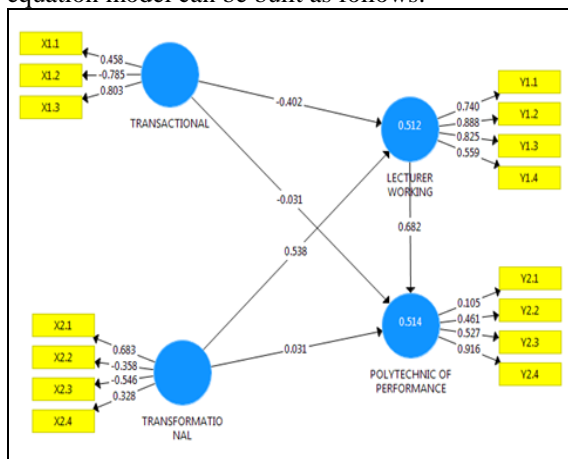 equation model can be built as follows:
X1.1
X1.2
X1.3
0.458
-0.785
0.803
TRANSACTIONAL
-0.402
-0.031
0.538
0.031
0.512
LECTURER
WORKING
0.740
0.888
0.825
0.559
Y1.1
Y1.2
Y1.3
Y1.4
0.682
X2.1
X2.2
X2.3
X2.4
0.683
-0.358
-0.546
0.328
TRANSFORMATIO
NAL
0.514
POLYTECHNIC OF
PERFORMANCE
0.105
0.461
0.527
0.916
Y2.1
Y2.2
Y2.3
Y2.4